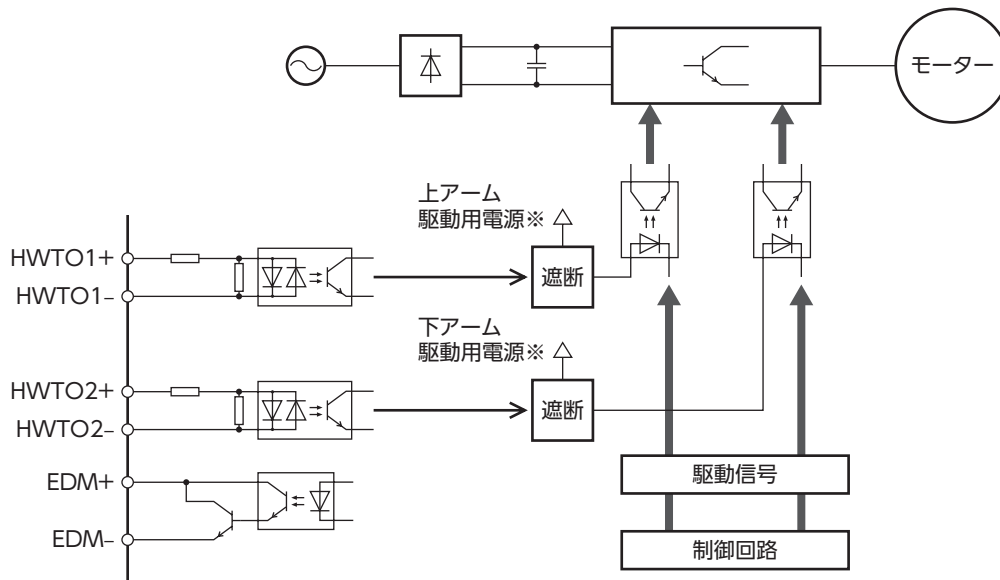 モーター
上アーム
駆動用電源※
HWTO1+
遮断
HWTO1−
下アーム
駆動用電源※
HWTO2+
遮断
HWTO2−
EDM+
駆動信号
EDM−
制御回路